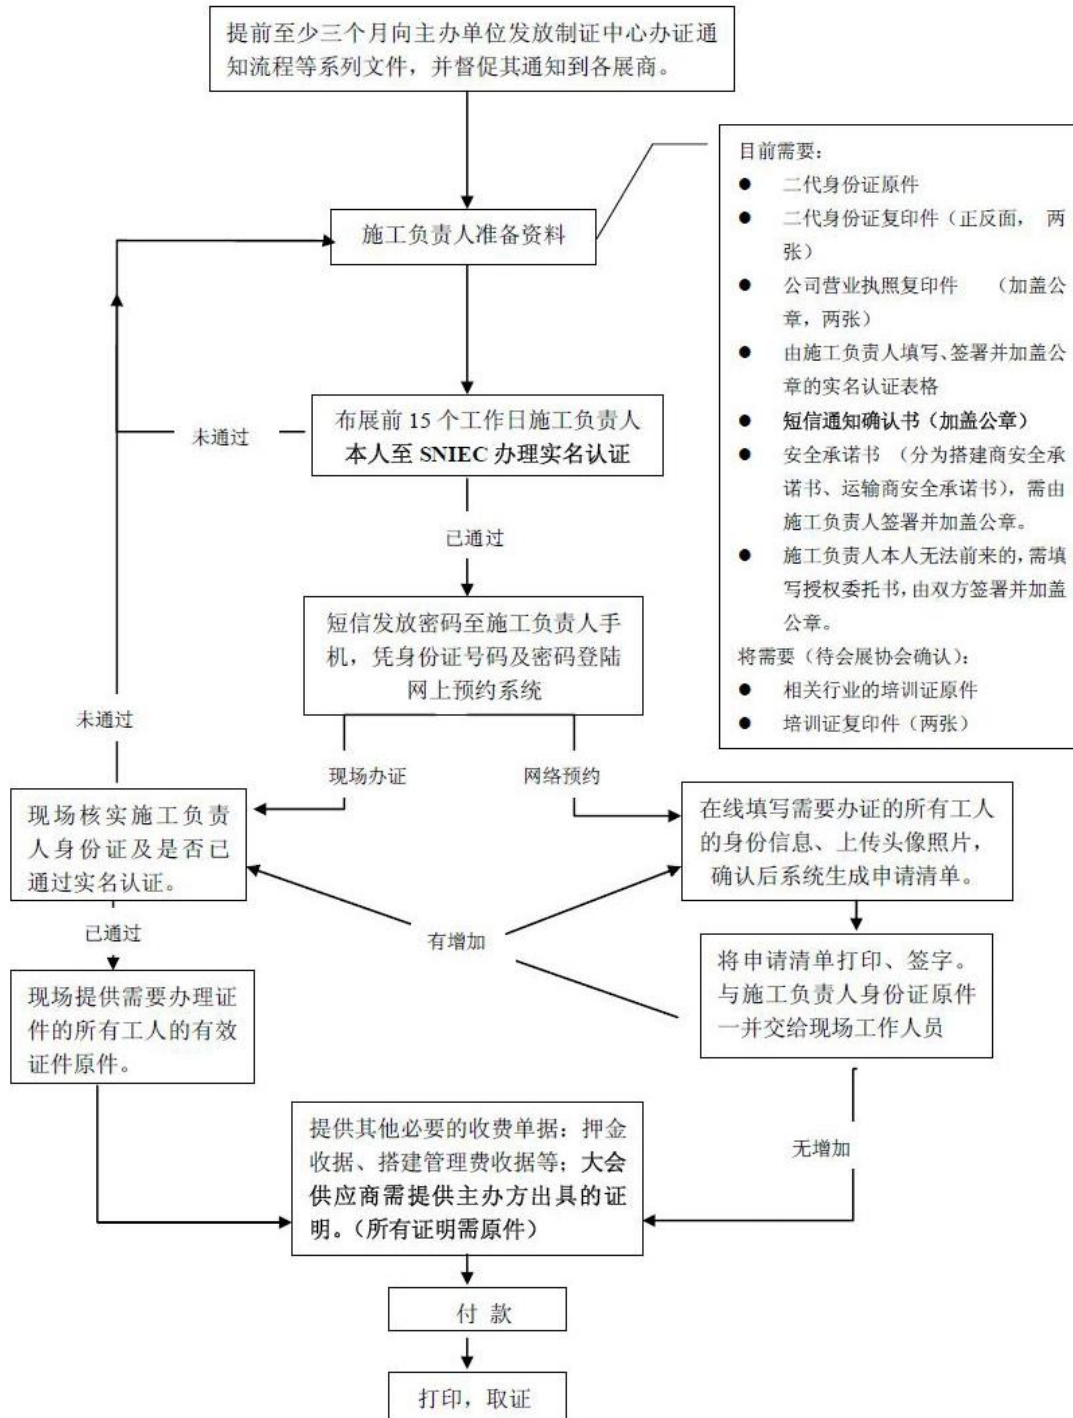 提前至少三个月向主办单位发放制证中心办证通
知流程等系列文件，并督促其通知到各展商。
目前需要：
● 二代身份证原件
● 二代身份证复印件（正反面， 两
张）
● 公司营业执照复印件 （加盖公
章，两张）
● 由施工负责人填写、签署并加盖公
章的实名认证表格
● 短信通知确认书（加盖公章）
● 安全承诺书 （分为搭建商安全承
诺书、运输商安全承诺书），需由
施工负责人签署并加盖公章。
● 施工负责人本人无法前来的，需填
写授权委托书，由双方签署并加盖
公章。
将需要（待会展协会确认）：
● 相关行业的培训证原件
● 培训证复印件（两张）
施工负责人准备资料
布展前 15 个工作日施工负责人
本人至 SNIEC 办理实名认证
未通过
已通过
短信发放密码至施工负责人手
机，凭身份证号码及密码登陆
网上预约系统
未通过
现场办证
网络预约
现场核实施工负责
人身份证及是否已
通过实名认证。
在线填写需要办证的所有工人
的身份信息、上传头像照片，
确认后系统生成申请清单。
已通过
有增加
将申请清单打印、签字。
与施工负责人身份证原件
一并交给现场工作人员
现场提供需要办理证
件的所有工人的有效
证件原件。
无增加
提供其他必要的收费单据：押金
收据、搭建管理费收据等；大会
供应商需提供主办方出具的证
明。（所有证明需原件）
付 款
打印，取证